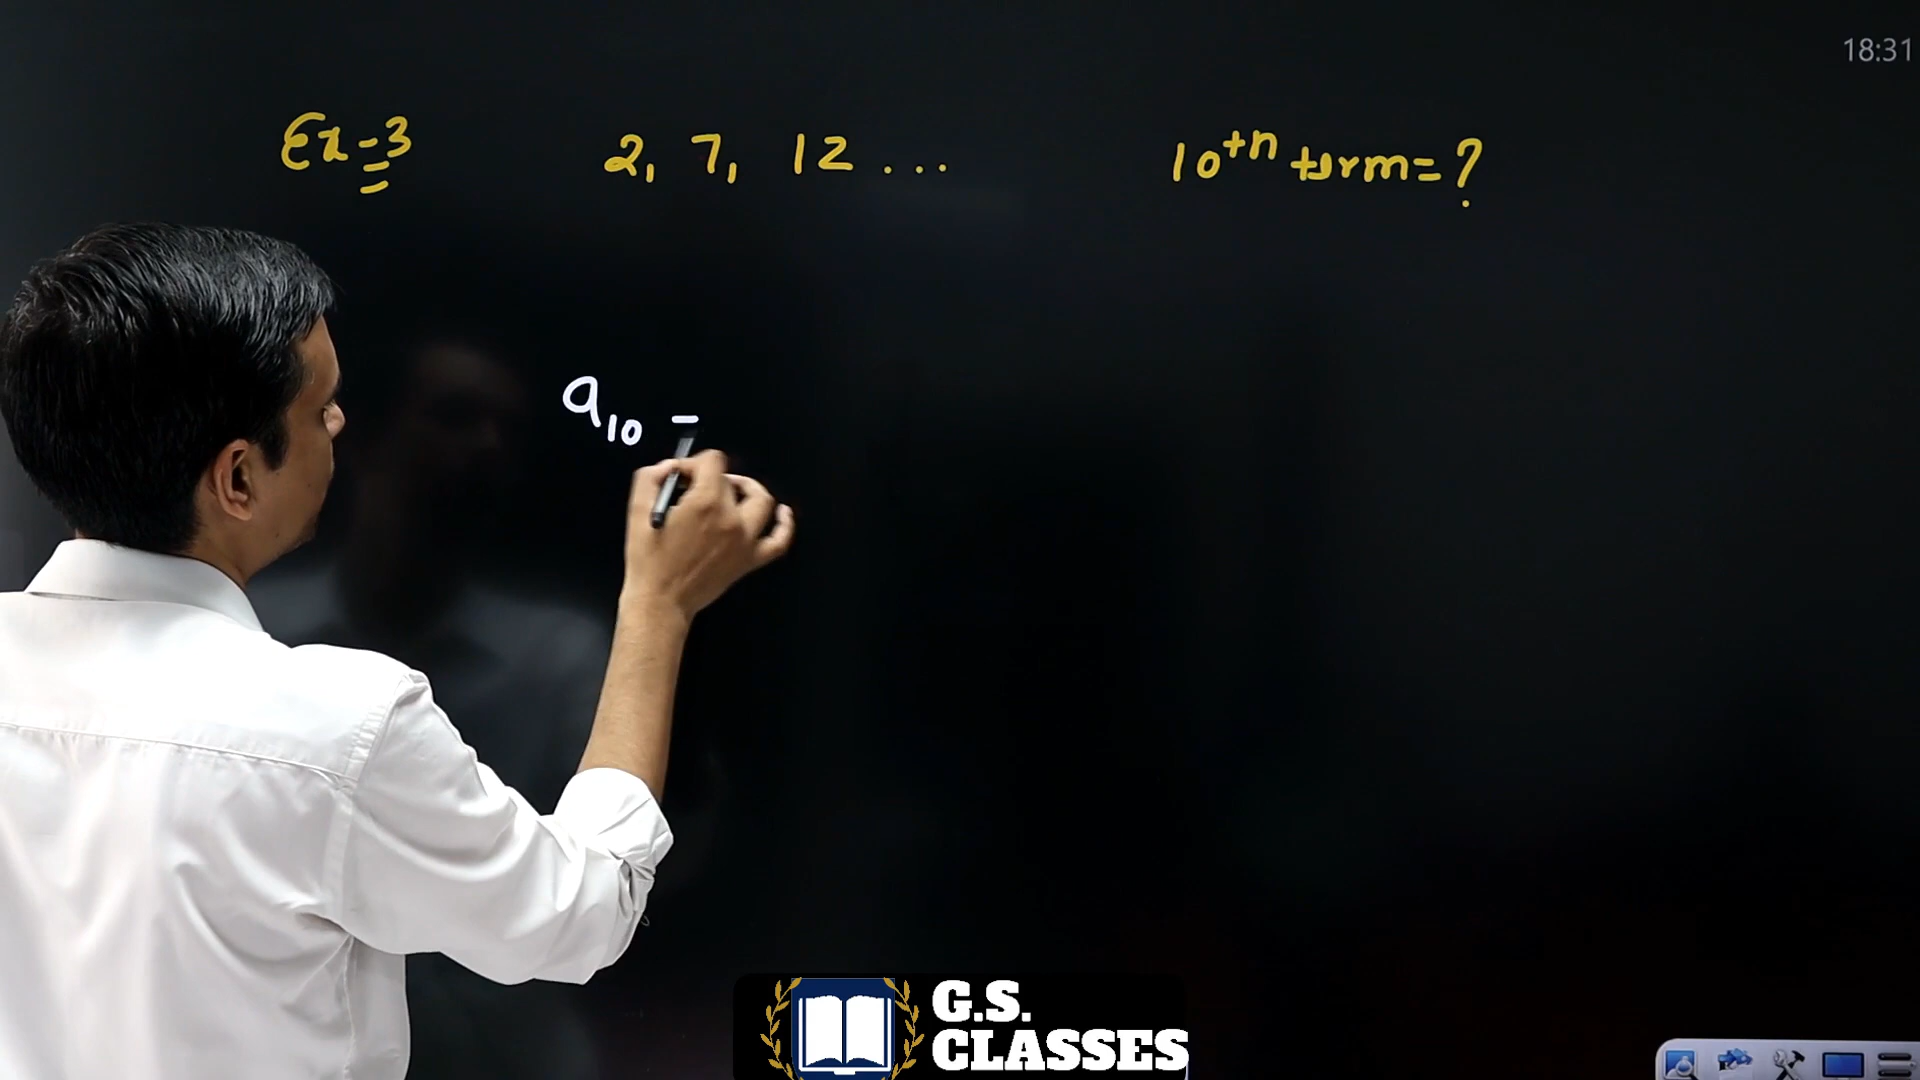 18:31
Ex-3 2, 7, 12 ... 10th term = ?
a10 =
G.S.
CLASSES